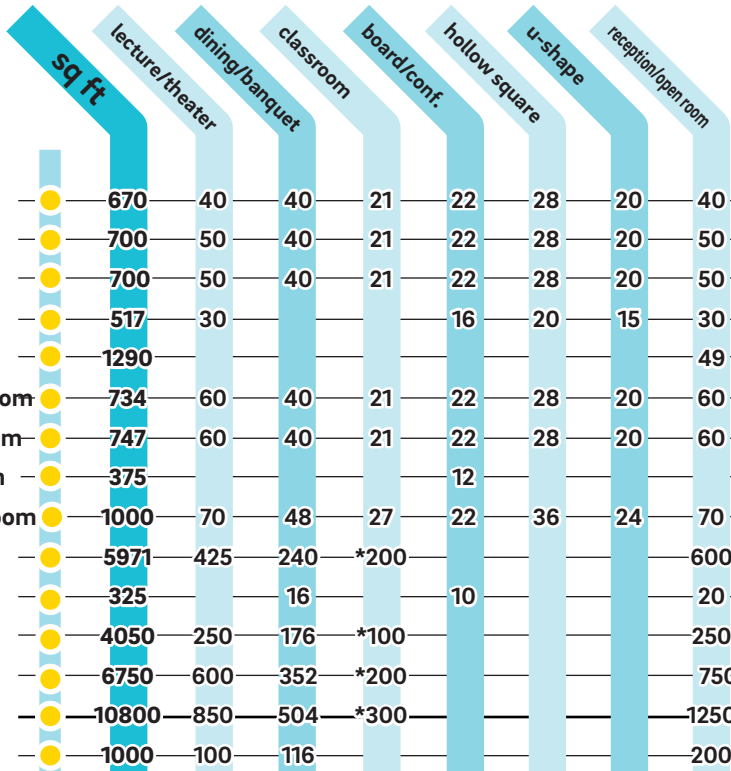 sq ft
lecture/theater
dining/banquet
classroom
board/conf.
hollow square
u-shape
reception/open room
670 40 40 21 22 28 20 40
700 50 40 21 22 28 20 50
700 50 40 21 22 28 20 50
517 30 16 20 15 30
1290 49
om 734 60 40 21 22 28 20 60
m 747 60 40 21 22 28 20 60
n 375 12
oom 1000 70 48 27 22 36 24 70
5971 425 240 *200 600
325 16 10 20
4050 250 176 *100 250
6750 600 352 *200 750
10800 850 504 *300 1250
1000 100 116 200